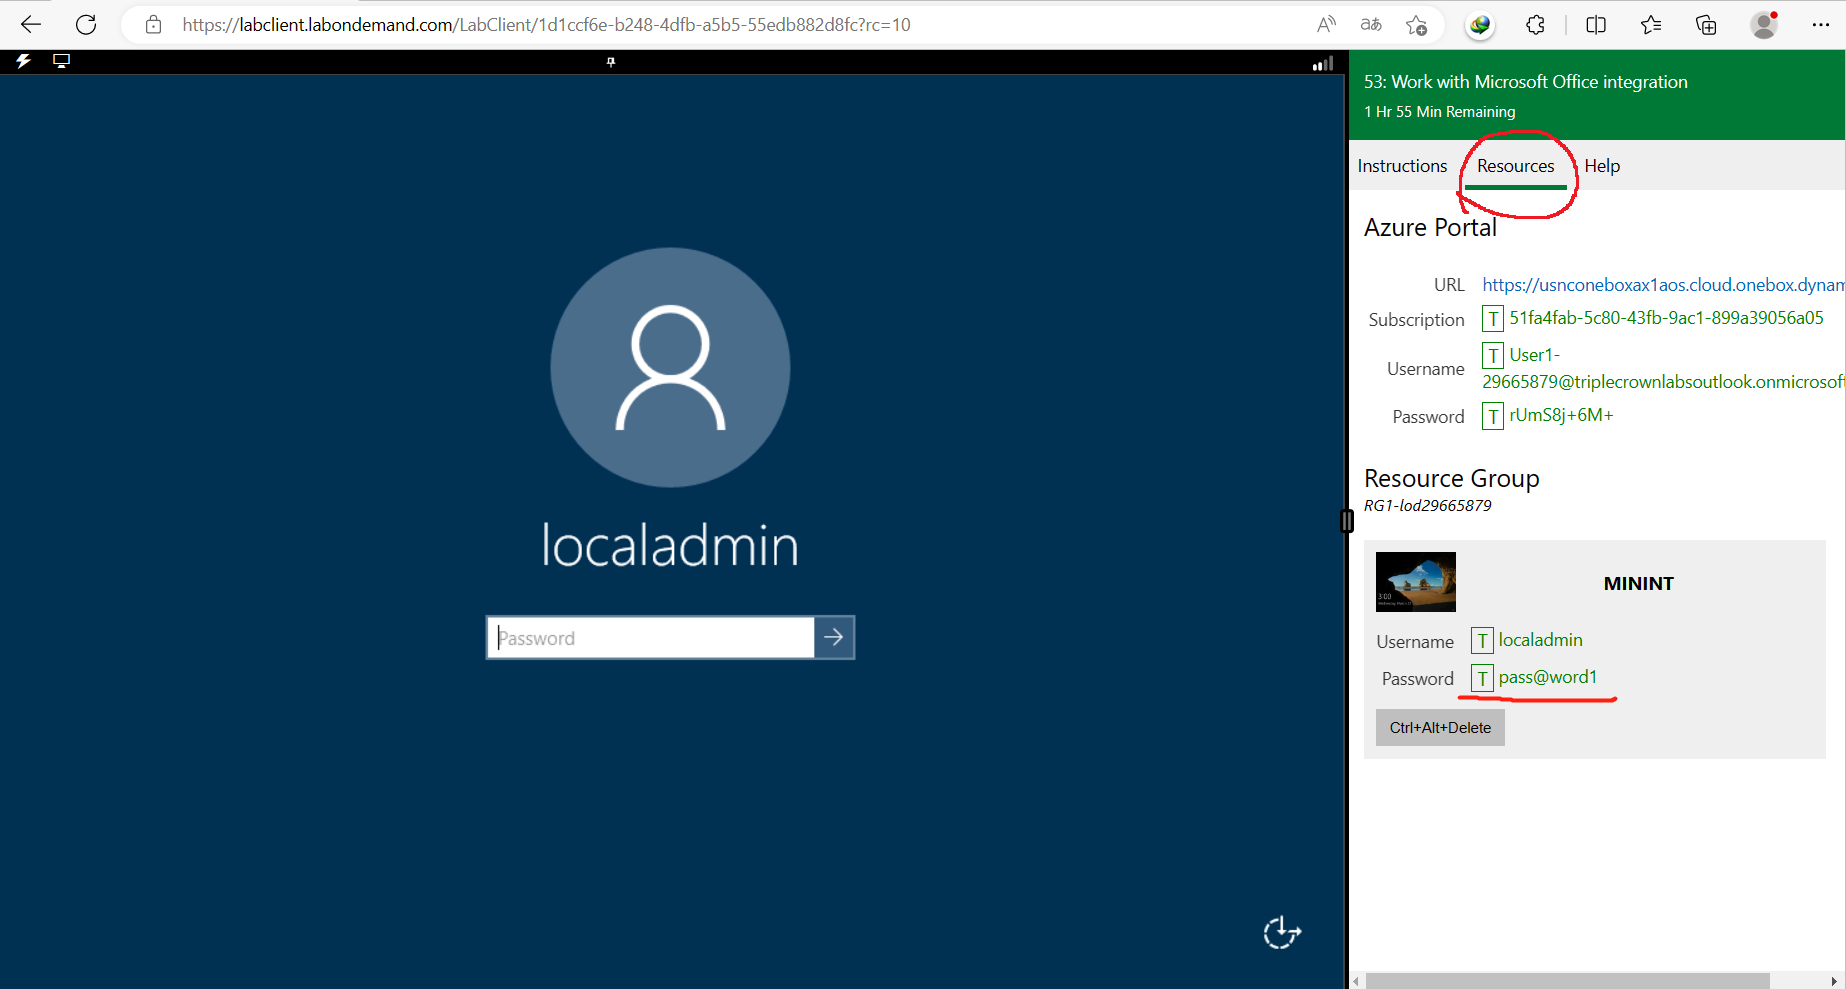 https://labclient.labondemand.com/LabClient/1d1ccf6e-b248-4dfb-a5b5-55edb882d8fc?rc=10
53: Work with Microsoft Office integration
1 Hr 55 Min Remaining
Instructions Resources Help
Azure Portal
URL https://usnconeboxax1aos.cloud.onebox.dynam
Subscription T 51fa4fab-5c80-43fb-9ac1-899a39056a05
Username T User1-
29665879@triplecrownlabsoutlook.onmicrosoft
Password T rUmS8j+6M+
Resource Group
RG1-lod29665879
MININT
3:00
Username T localadmin
Password T pass@word1
Ctrl+Alt+Delete
localadmin
Password